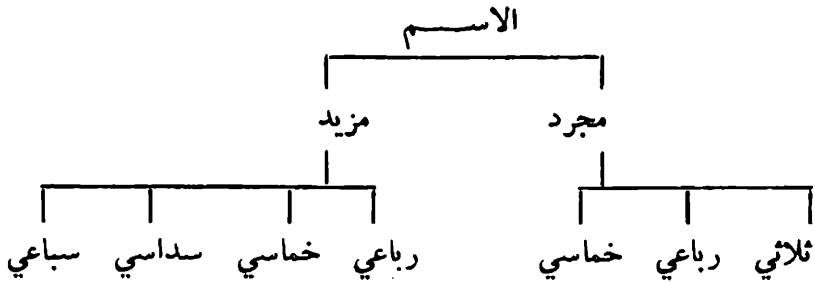 الاسم
مجرد مزيد
ثلاثي رباعي خماسي رباعي خماسي سداسي سباعي